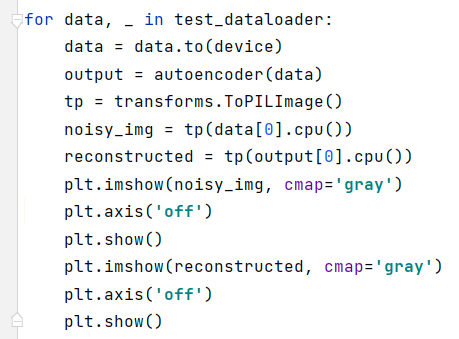 for data, _ in test_dataloader:
    data = data.to(device)
    output = autoencoder(data)
    tp = transforms.ToPILImage()
    noisy_img = tp(data[0].cpu())
    reconstructed = tp(output[0].cpu())
    plt.imshow(noisy_img, cmap='gray')
    plt.axis('off')
    plt.show()
    plt.imshow(reconstructed, cmap='gray')
    plt.axis('off')
    plt.show()